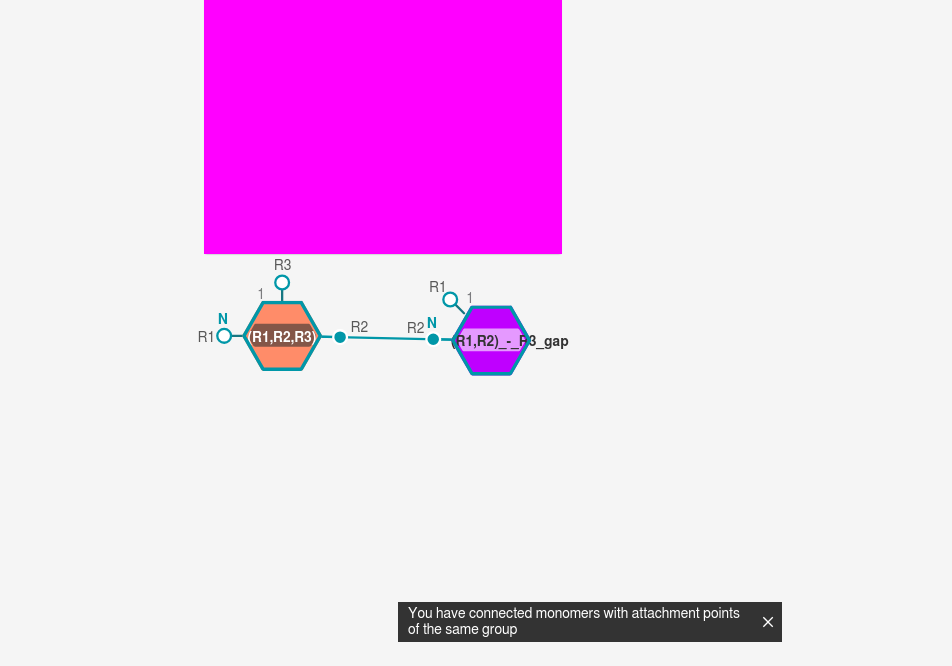 R3
1
N
R1
(R1,R2,R3)
R2
R1
1
R2
N
(R1,R2)_-_R3_gap
You have connected monomers with attachment points
of the same group